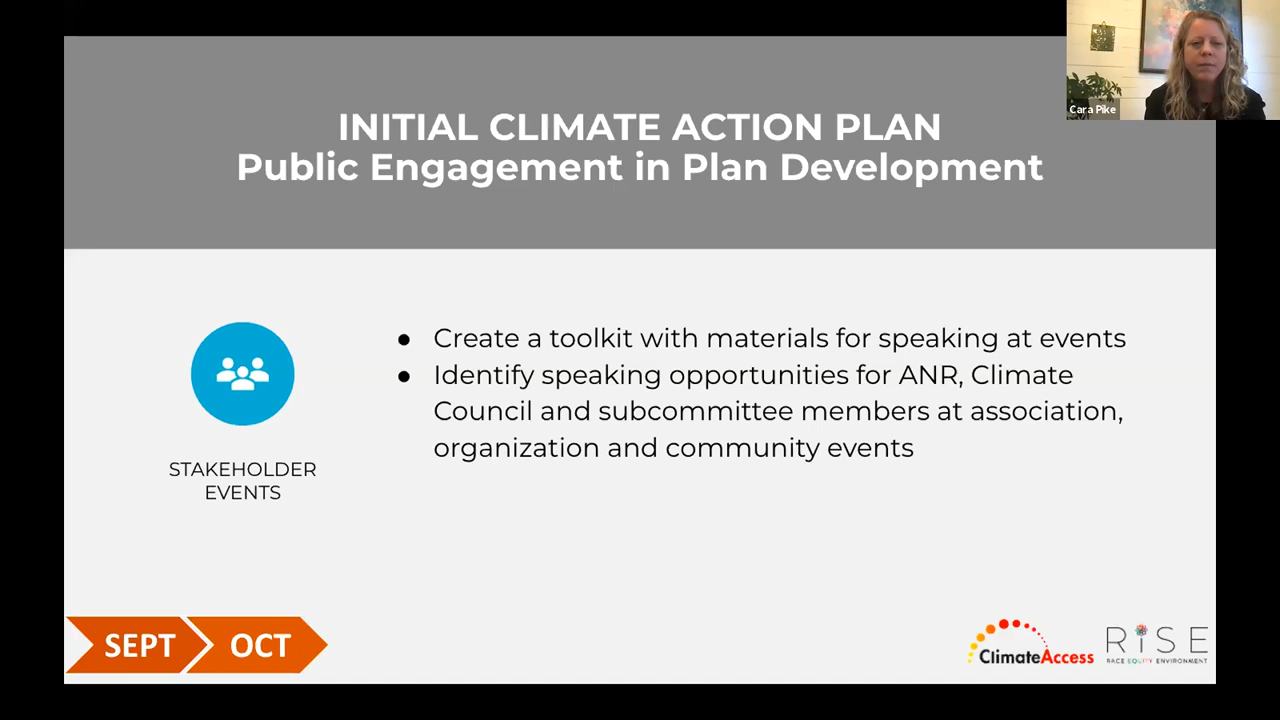 Cara Pike
INITIAL CLIMATE ACTION PLAN
Public Engagement in Plan Development
● Create a toolkit with materials for speaking at events
● Identify speaking opportunities for ANR, Climate
Council and subcommittee members at association,
organization and community events
STAKEHOLDER
EVENTS
SEPT
OCT
ClimateAccess
RiSE
RACE EQUITY ENVIRONMENT